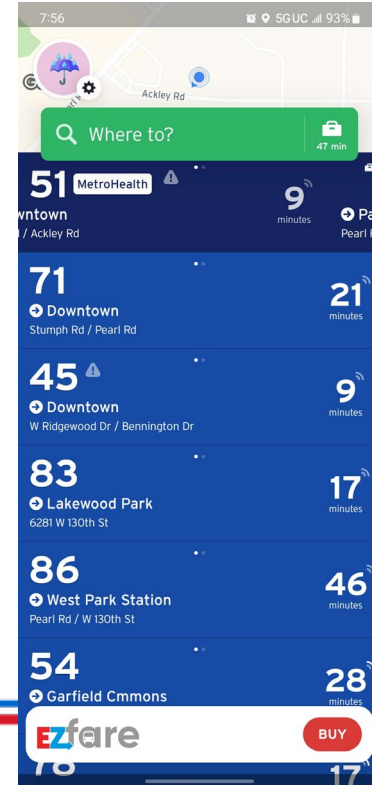 7:56 5GUC 93%
Ackley Rd
Where to?
47 min
51 MetroHealth
9
wntown
minutes
Pa
/ Ackley Rd
Pearl
71
21
Downtown
minutes
Stumph Rd / Pearl Rd
45
9
Downtown
minutes
W Ridgewood Dr / Bennington Dr
83
17
Lakewood Park
minutes
6281 W 130th St
86
46
West Park Station
minutes
Pearl Rd / W 130th St
54
28
Garfield Cmmons
minutes
EZfare
BUY
78
17